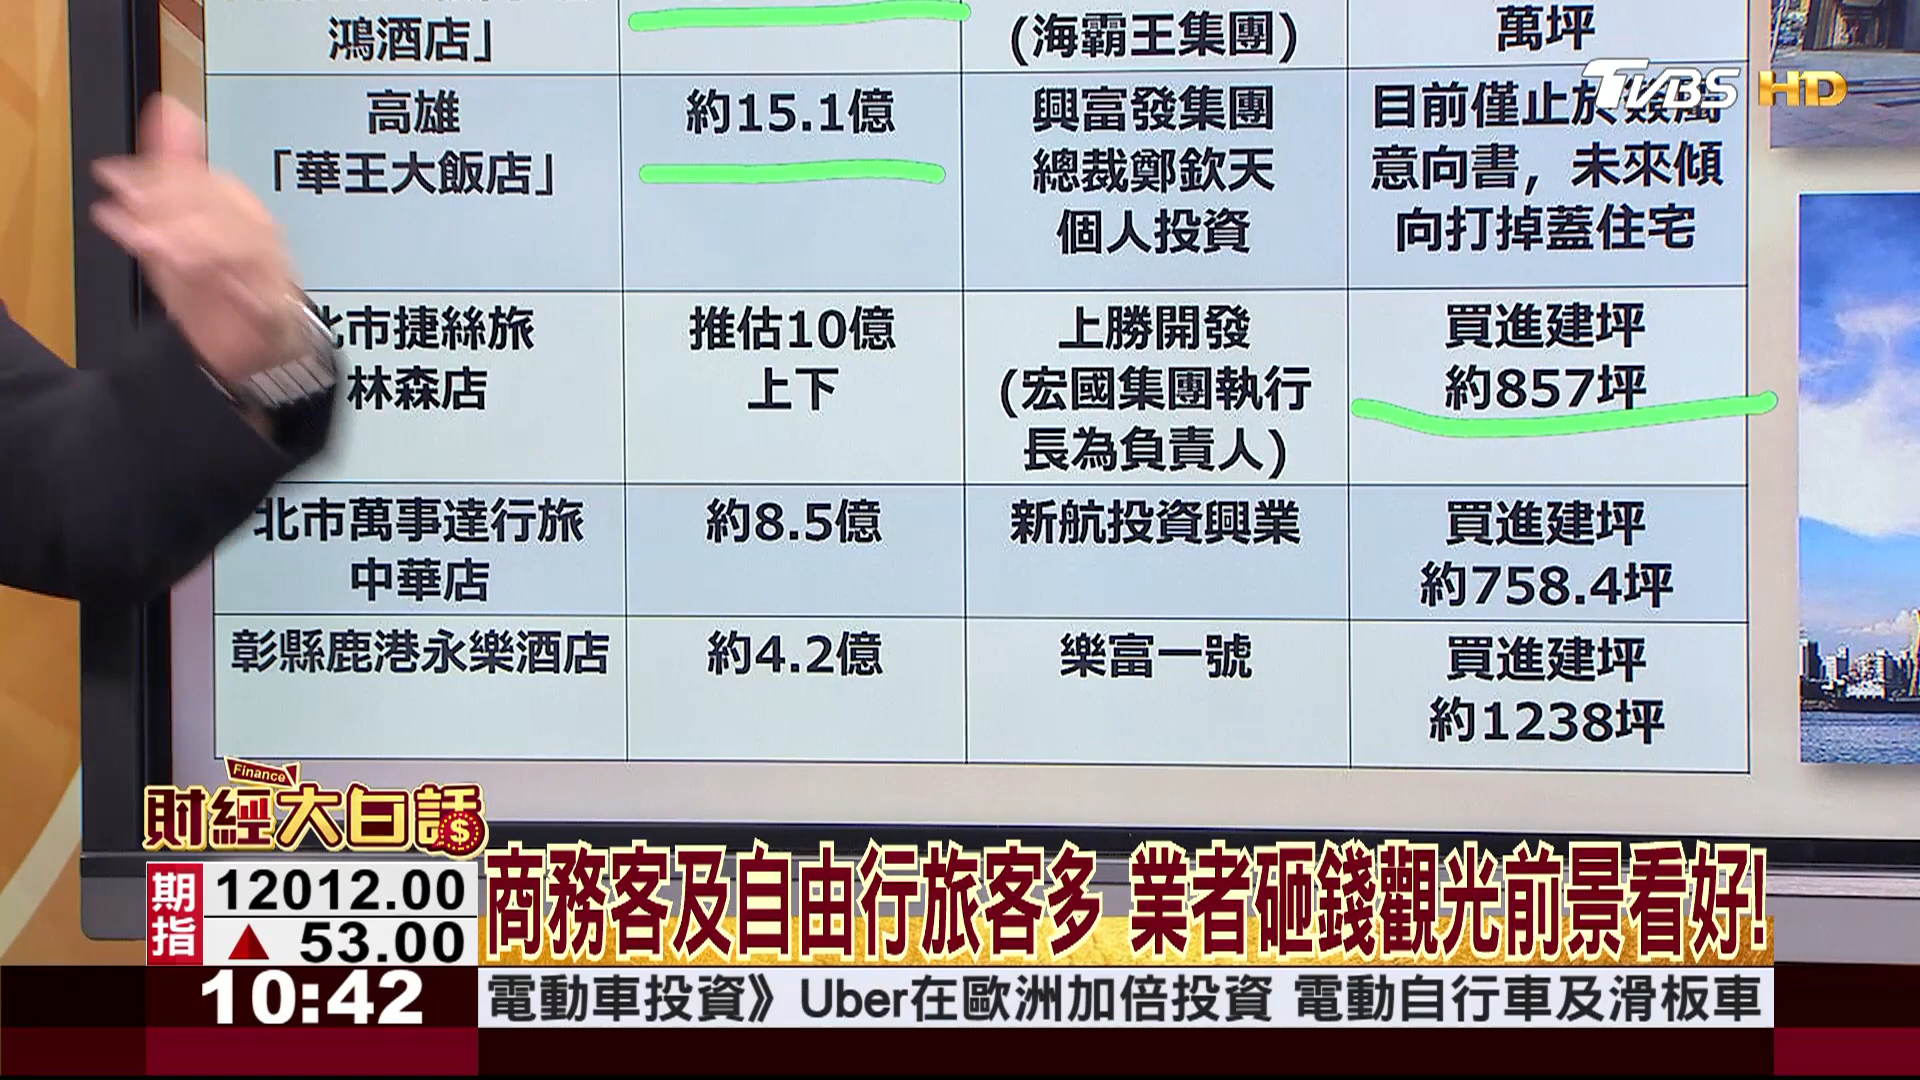 鴻酒店」
(海霸王集團)
萬坪
TVBS HD
高雄
「華王大飯店」
約15.1億
興富發集團
總裁鄭欽天
個人投資
目前僅止於簽萬
意向書，未來傾
向打掉蓋住宅
北市捷絲旅
林森店
推估10億
上下
上勝開發
(宏國集團執行
長為負責人)
買進建坪
約857坪
北市萬事達行旅
中華店
約8.5億
新航投資興業
買進建坪
約758.4坪
彰縣鹿港永樂酒店
約4.2億
樂富一號
買進建坪
約1238坪
Finance
財經大白話
期指
12012.00
▲ 53.00
10:42
商務客及自由行旅客多 業者砸錢觀光前景看好!
電動車投資》Uber在歐洲加倍投資 電動自行車及滑板車